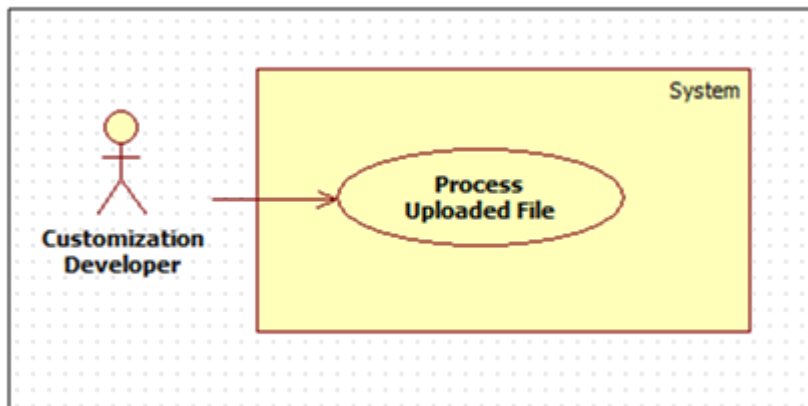 System
Process
Uploaded File
Customization
Developer